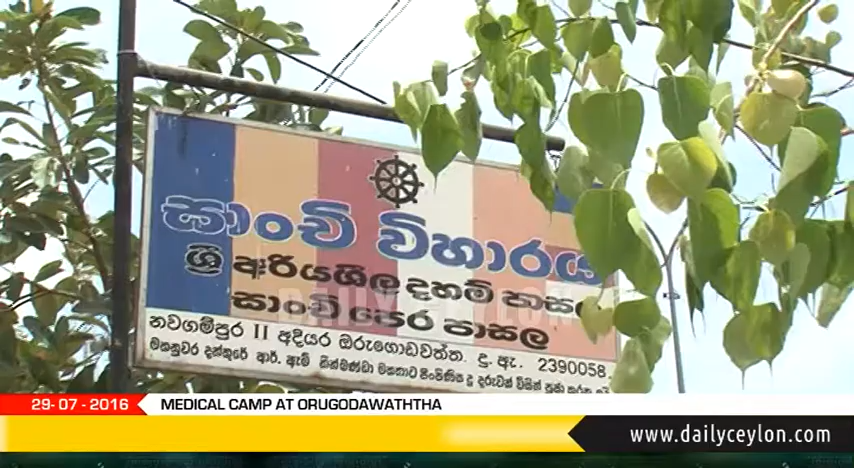 සාංචි විහාරය
ශ්‍රී අරියශීල දහම් පාසල
සාංචි පෙර පාසල
නවගම්පුර II අදියර ඔරුගොඩවත්ත. දු.ඇ. 2390058
DAILYCEYLON
29-07-2016 MEDICAL CAMP AT ORUGODAWATHTHA
www.dailyceylon.com